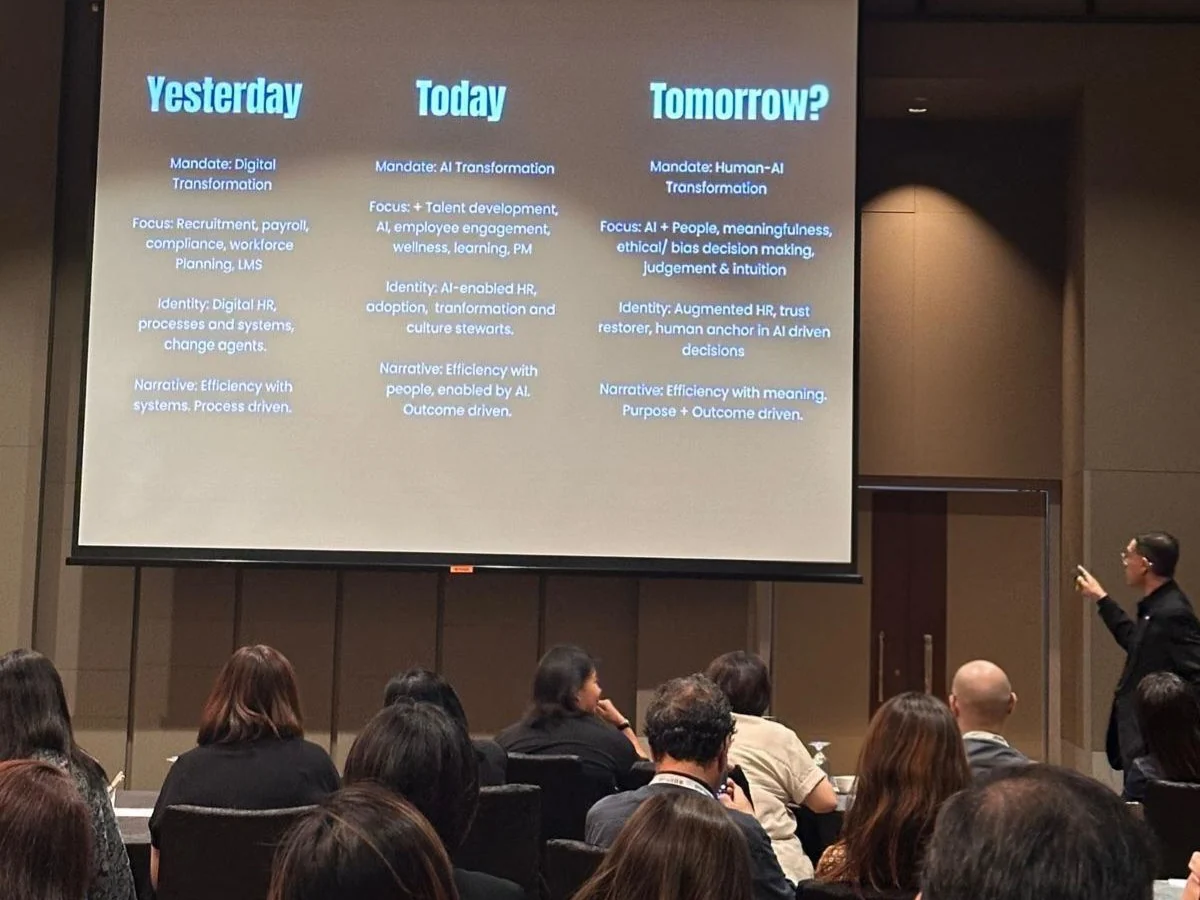 Yesterday
Mandate: Digital
Transformation
Focus: Recruitment, payroll,
compliance, workforce
Planning, LMS
Identity: Digital HR,
processes and systems,
change agents.
Narrative: Efficiency with
systems. Process driven.
Today
Mandate: AI Transformation
Focus: + Talent development,
AI, employee engagement,
wellness, learning, PM
Identity: AI-enabled HR,
adoption, tranformation and
culture stewarts.
Narrative: Efficiency with
people, enabled by AI.
Outcome driven.
Tomorrow?
Mandate: Human-AI
Transformation
Focus: AI + People, meaningfulness,
ethical/ bias decision making,
judgement & intuition
Identity: Augmented HR, trust
restorer, human anchor in AI driven
decisions
Narrative: Efficiency with meaning.
Purpose + Outcome driven.